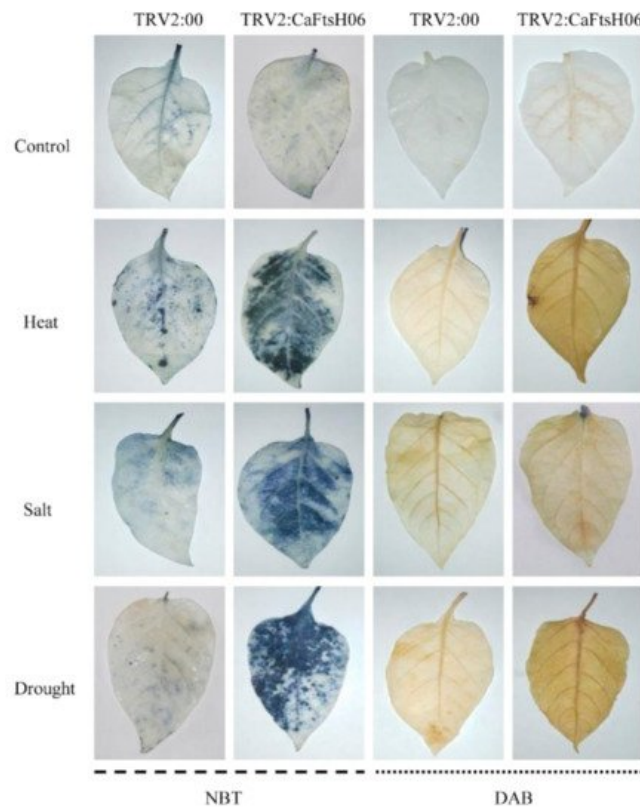 TRV2:00 TRV2:CaFtsH06 TRV2:00 TRV2:CaFtsH06
Control
Heat
Salt
Drought
NBT DAB